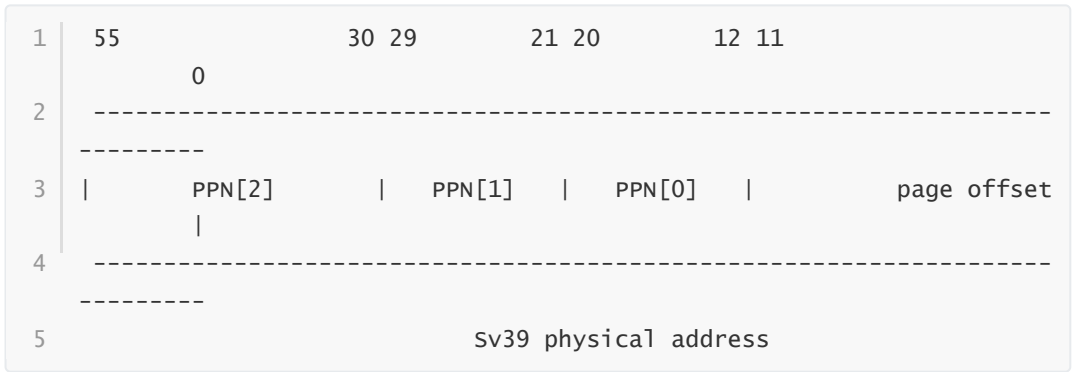 1 55 30 29 21 20 12 11
0
2 --------------------------------------------------------------------
---------
3 | PPN[2] | PPN[1] | PPN[0] | page offset
|
4 --------------------------------------------------------------------
---------
5 Sv39 physical address